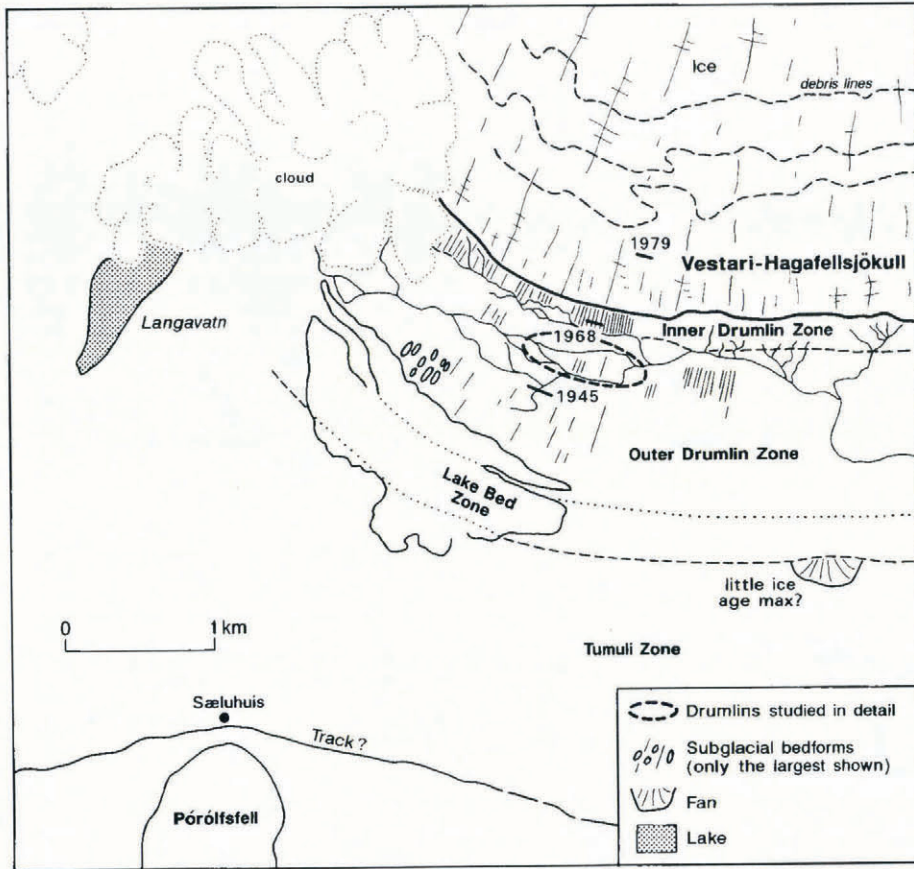 Ice
debris lines
cloud
1979
Vestari-Hagafellsjökull
Langavatn
Inner Drumlin Zone
1968
1945
Outer Drumlin Zone
Lake Bed
Zone
little ice
age max?
0 1 km
Tumuli Zone
Sæluhuis
Track ?
Pórólfsfell
Drumlins studied in detail
Subglacial bedforms
(only the largest shown)
Fan
Lake